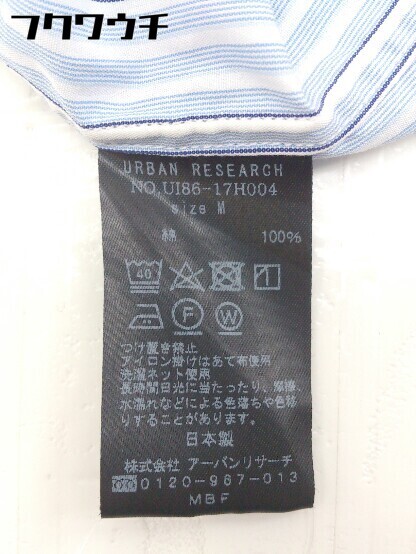 フクワウチ
URBAN RESEARCH
NO.UI86-17H004
size M
綿 100%
40
F W
つけ置き禁止
アイロン掛けはあて布使用
洗濯ネット使用
長時間日光に当たったり、摩擦、
水濡れなどによる色落ちや色移
りすることがあります。
日本製
株式会社 アーバンリサーチ
0120-967-013
MBF